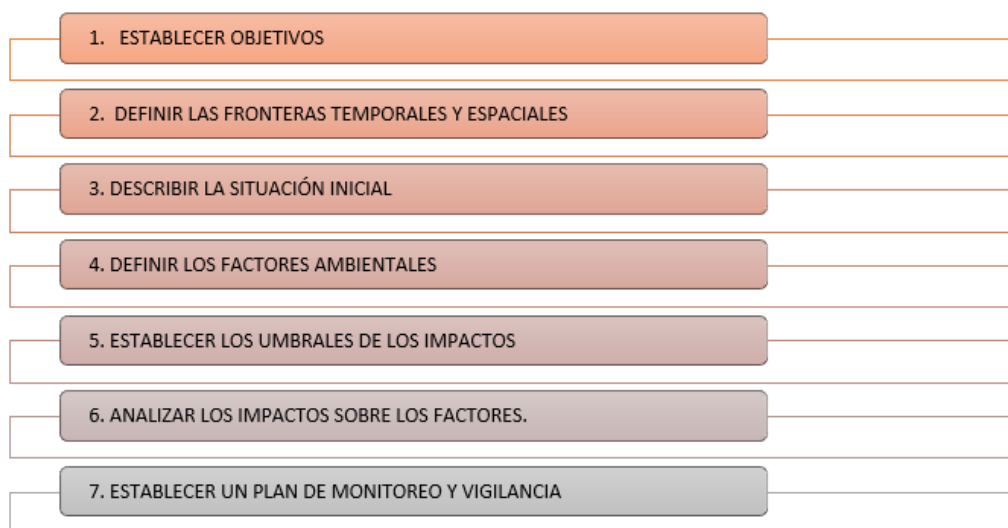 1. ESTABLECER OBJETIVOS
2. DEFINIR LAS FRONTERAS TEMPORALES Y ESPACIALES
3. DESCRIBIR LA SITUACIÓN INICIAL
4. DEFINIR LOS FACTORES AMBIENTALES
5. ESTABLECER LOS UMBRALES DE LOS IMPACTOS
6. ANALIZAR LOS IMPACTOS SOBRE LOS FACTORES.
7. ESTABLECER UN PLAN DE MONITOREO Y VIGILANCIA